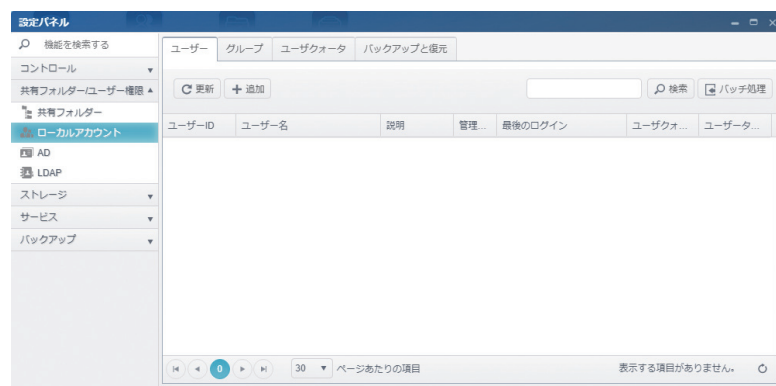 設定パネル
機能を検索する
コントロール
共有フォルダー/ユーザー権限
共有フォルダー
ローカルアカウント
AD
LDAP
ストレージ
サービス
バックアップ
ユーザー グループ ユーザクォータ バックアップと復元
更新 追加 検索 バッチ処理
ユーザーID ユーザー名 説明 管理... 最後のログイン ユーザクォ... ユーザータ...
0 30 ページあたりの項目 表示する項目がありません。